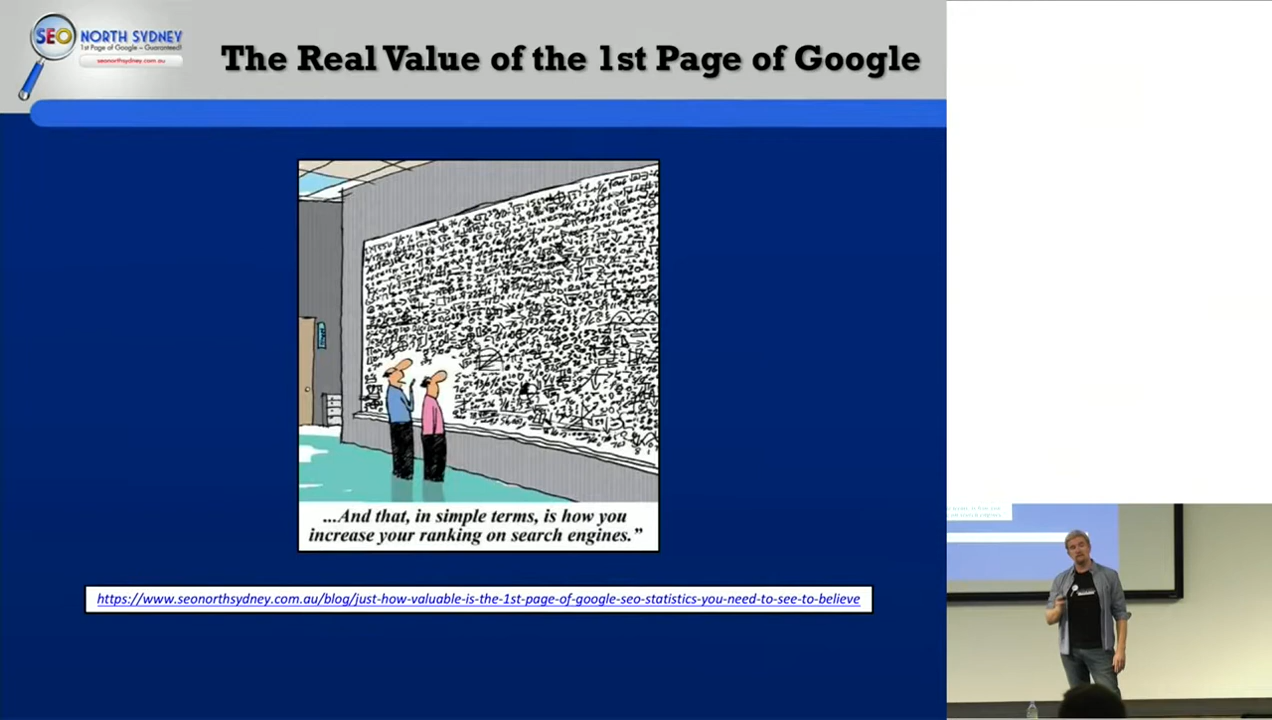 SEO NORTH SYDNEY
1st Page of Google – Guaranteed!
seonorthsydney.com.au
The Real Value of the 1st Page of Google
...And that, in simple terms, is how you
increase your ranking on search engines.”
https://www.seonorthsydney.com.au/blog/just-how-valuable-is-the-1st-page-of-google-seo-statistics-you-need-to-see-to-believe